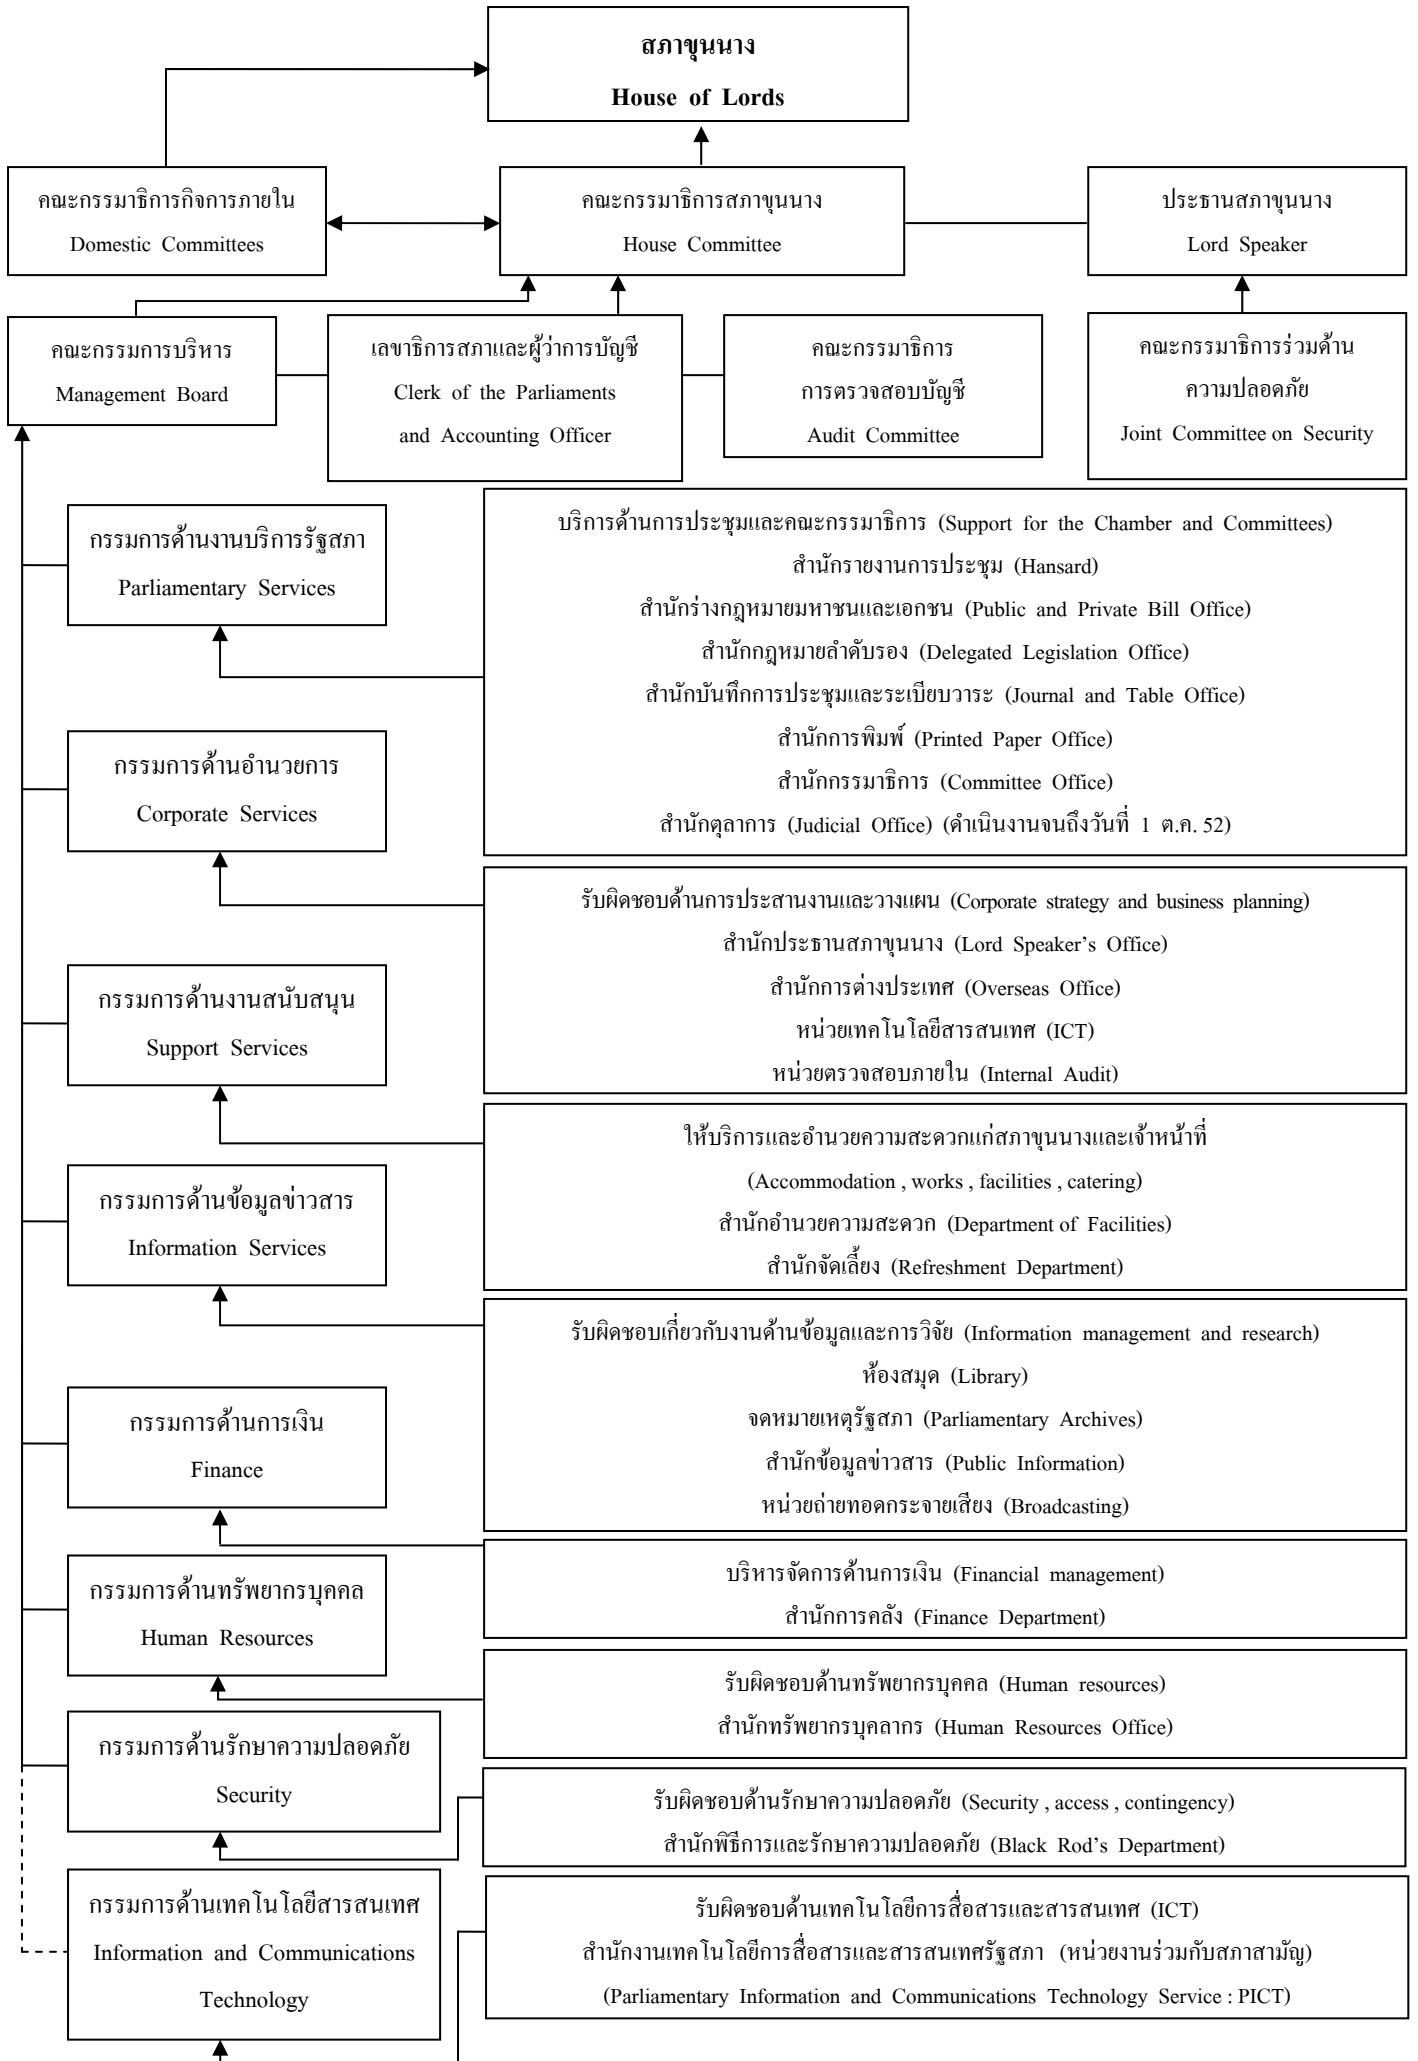 สภาขุนนาง
House of Lords
คณะกรรมาธิการกิจการภายใน
Domestic Committees
คณะกรรมาธิการสภาขุนนาง
House Committee
ประธานสภาขุนนาง
Lord Speaker
คณะกรรมการบริหาร
Management Board
เลขาธิการสภาและผู้ว่าการบัญชี
Clerk of the Parliaments
and Accounting Officer
คณะกรรมาธิการ
การตรวจสอบบัญชี
Audit Committee
คณะกรรมาธิการร่วมด้าน
ความปลอดภัย
Joint Committee on Security
กรรมการด้านงานบริการรัฐสภา
Parliamentary Services
บริการด้านการประชุมและคณะกรรมาธิการ (Support for the Chamber and Committees)
สำนักรายงานการประชุม (Hansard)
สำนักร่างกฎหมายมหาชนและเอกชน (Public and Private Bill Office)
สำนักกฎหมายลำดับรอง (Delegated Legislation Office)
สำนักบันทึกการประชุมและระเบียบวาระ (Journal and Table Office)
สำนักการพิมพ์ (Printed Paper Office)
สำนักกรรมาธิการ (Committee Office)
สำนักตุลาการ (Judicial Office) (ดำเนินงานจนถึงวันที่ 1 ต.ค. 52)
กรรมการด้านอำนวยการ
Corporate Services
รับผิดชอบด้านการประสานงานและวางแผน (Corporate strategy and business planning)
สำนักประธานสภาขุนนาง (Lord Speaker’s Office)
สำนักการต่างประเทศ (Overseas Office)
หน่วยเทคโนโลยีสารสนเทศ (ICT)
หน่วยตรวจสอบภายใน (Internal Audit)
กรรมการด้านงานสนับสนุน
Support Services
ให้บริการและอำนวยความสะดวกแก่สภาขุนนางและเจ้าหน้าที่
(Accommodation , works , facilities , catering)
สำนักอำนวยความสะดวก (Department of Facilities)
สำนักจัดเลี้ยง (Refreshment Department)
กรรมการด้านข้อมูลข่าวสาร
Information Services
รับผิดชอบเกี่ยวกับงานด้านข้อมูลและการวิจัย (Information management and research)
ห้องสมุด (Library)
จดหมายเหตุรัฐสภา (Parliamentary Archives)
สำนักข้อมูลข่าวสาร (Public Information)
หน่วยถ่ายทอดกระจายเสียง (Broadcasting)
กรรมการด้านการเงิน
Finance
บริหารจัดการด้านการเงิน (Financial management)
สำนักการคลัง (Finance Department)
กรรมการด้านทรัพยากรบุคคล
Human Resources
รับผิดชอบด้านทรัพยากรบุคคล (Human resources)
สำนักทรัพยากรบุคลากร (Human Resources Office)
กรรมการด้านรักษาความปลอดภัย
Security
รับผิดชอบด้านรักษาความปลอดภัย (Security , access , contingency)
สำนักพิธีการและรักษาความปลอดภัย (Black Rod’s Department)
กรรมการด้านเทคโนโลยีสารสนเทศ
Information and Communications
Technology
รับผิดชอบด้านเทคโนโลยีการสื่อสารและสารสนเทศ (ICT)
สำนักงานเทคโนโลยีการสื่อสารและสารสนเทศรัฐสภา (หน่วยงานร่วมกับสภาสามัญ)
(Parliamentary Information and Communications Technology Service : PICT)